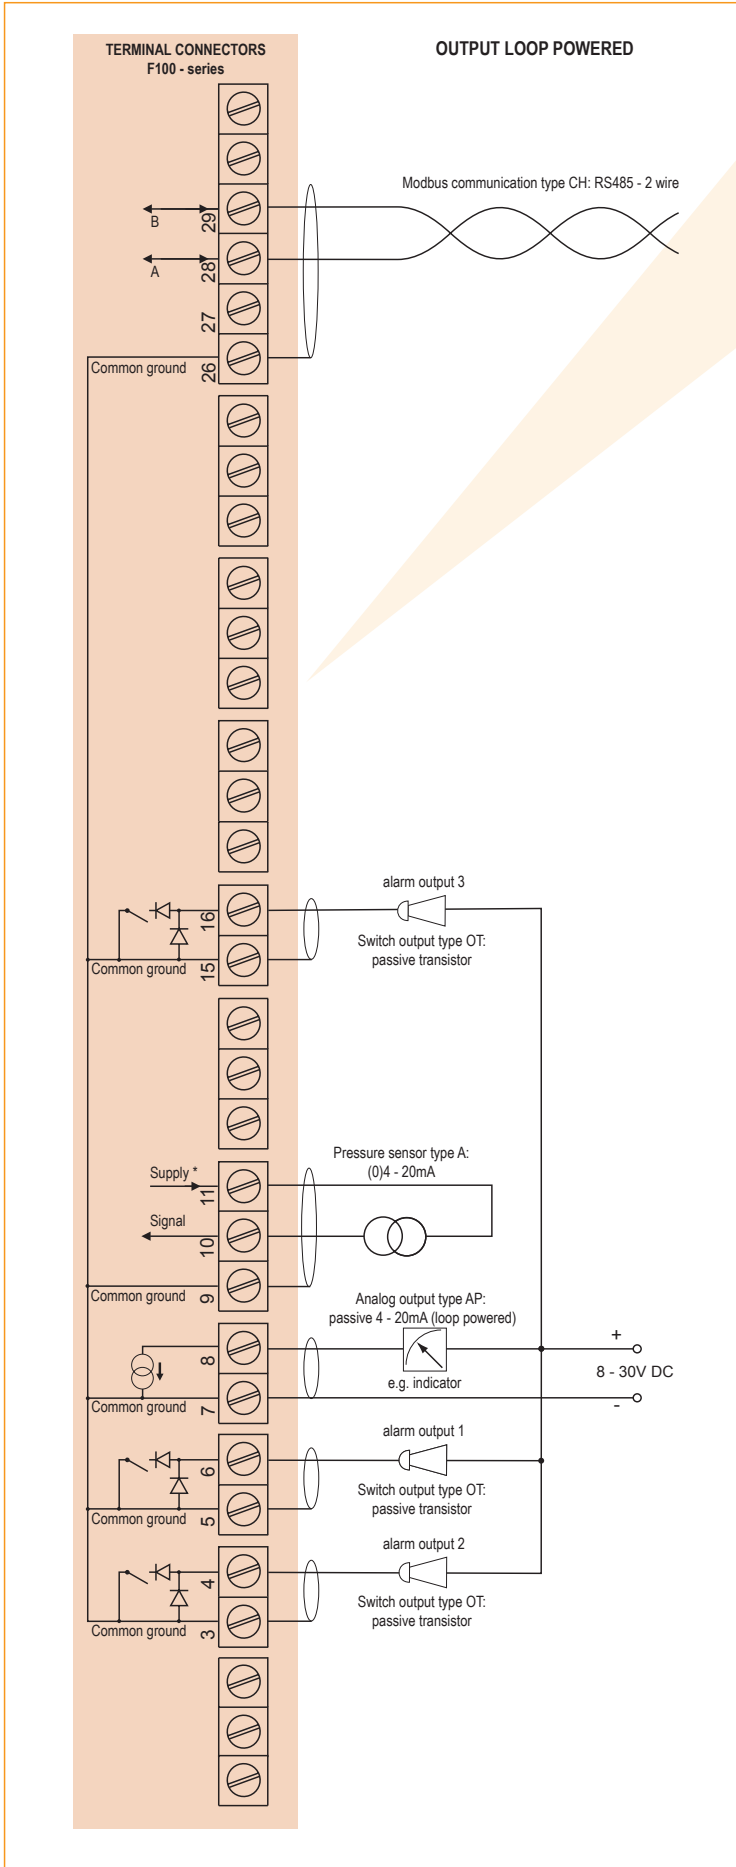 TERMINAL CONNECTORS
F100 - series
OUTPUT LOOP POWERED
Modbus communication type CH: RS485 - 2 wire
B
29
A
28
27
Common ground
26
alarm output 3
16
Switch output type OT:
passive transistor
Common ground
15
Pressure sensor type A:
(0)4 - 20mA
Supply *
11
Signal
10
Common ground
9
Analog output type AP:
passive 4 - 20mA (loop powered)
8
e.g. indicator
+
8 - 30V DC
-
Common ground
7
alarm output 1
6
Switch output type OT:
passive transistor
Common ground
5
alarm output 2
4
Switch output type OT:
passive transistor
Common ground
3